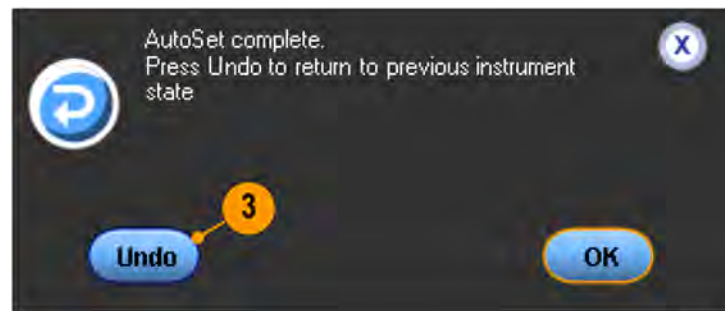 AutoSet complete.
Press Undo to return to previous instrument
state
X
3
Undo
OK